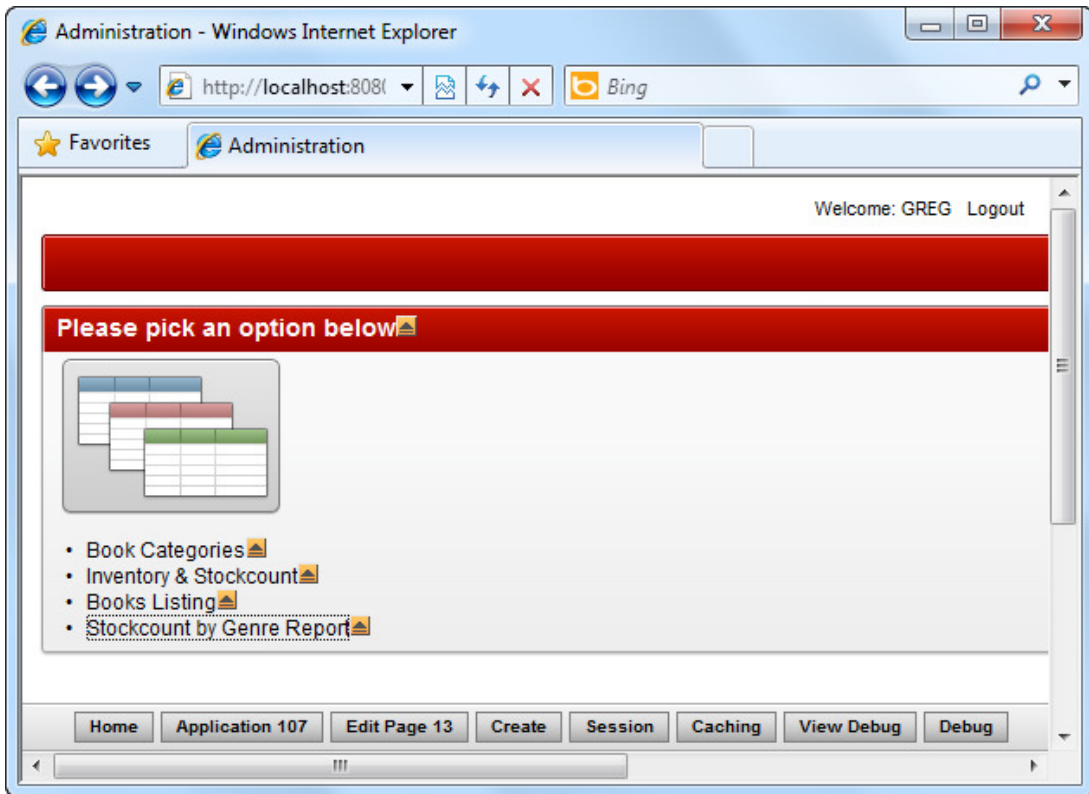 Administration - Windows Internet Explorer
http://localhost:808
Bing
Favorites
Administration
Welcome: GREG Logout
Please pick an option below
• Book Categories
• Inventory & Stockcount
• Books Listing
• Stockcount by Genre Report
Home Application 107 Edit Page 13 Create Session Caching View Debug Debug